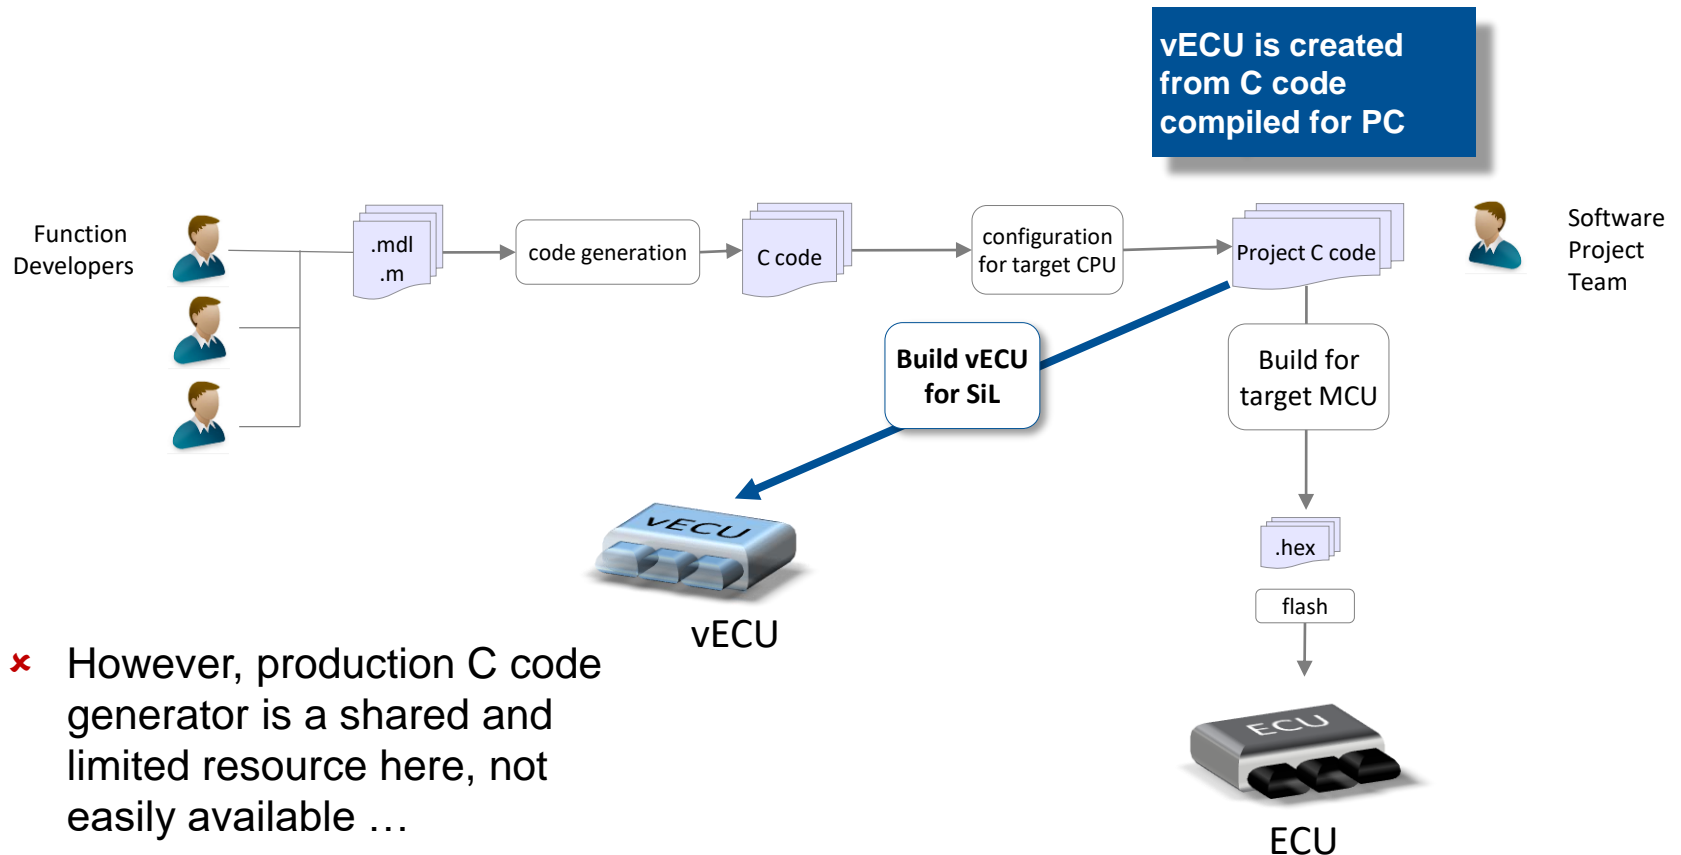 vECU is created
from C code
compiled for PC
Function
Developers
.mdl
.m
code generation
C code
configuration
for target CPU
Project C code
Software
Project
Team
Build vECU
for SiL
Build for
target MCU
vECU
vECU
.hex
flash
ECU
ECU
✘ However, production C code
generator is a shared and
limited resource here, not
easily available …